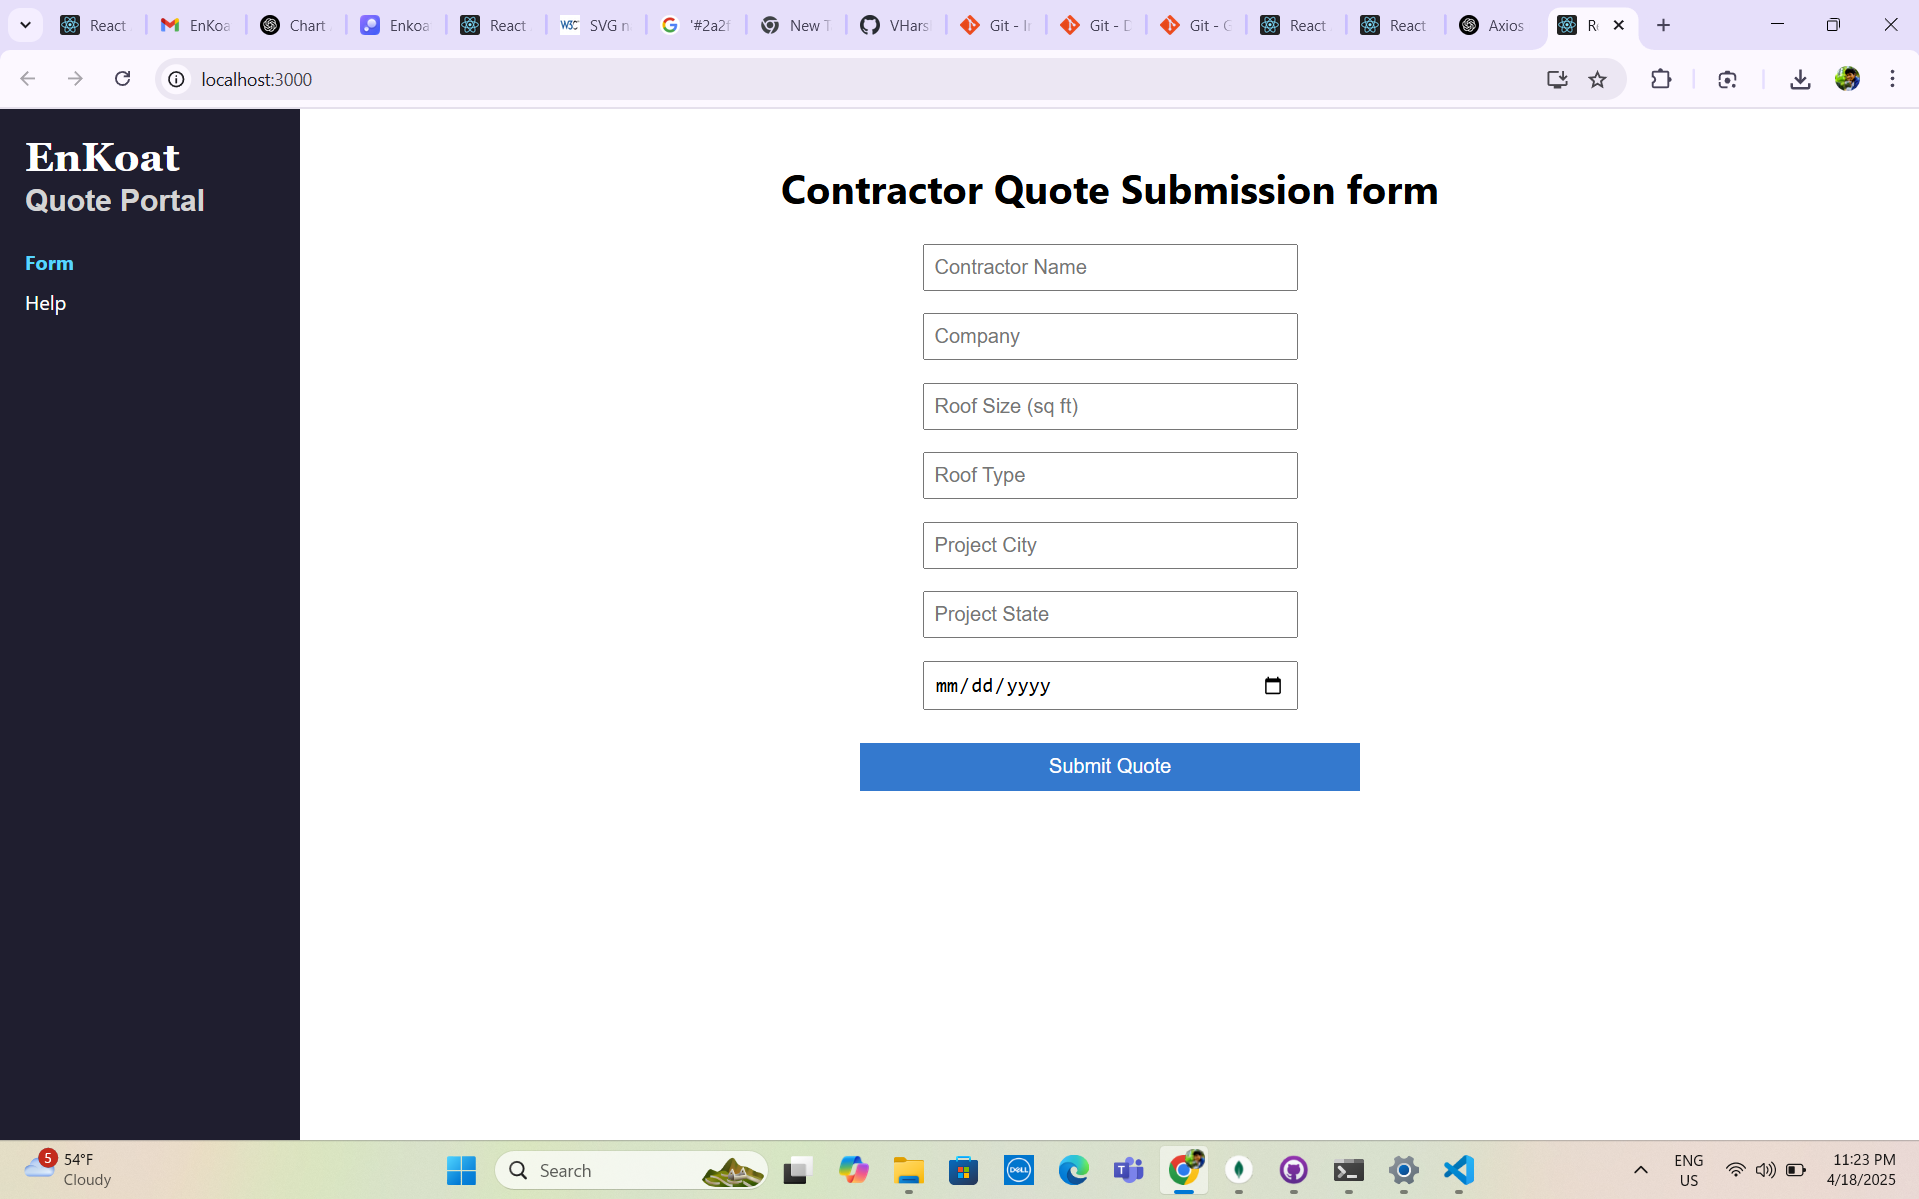 React
EnKoa
Chart
Enkoa
React
SVG n
'#2a2f
New T
VHars
Git - Ir
Git - D
Git - G
React
React
Axios
localhost:3000
EnKoat
Quote Portal
Form
Help
Contractor Quote Submission form
Contractor Name
Company
Roof Size (sq ft)
Roof Type
Project City
Project State
mm/dd/yyyy
Submit Quote
5
54°F
Cloudy
Search
DELL
ENG
US
11:23 PM
4/18/2025